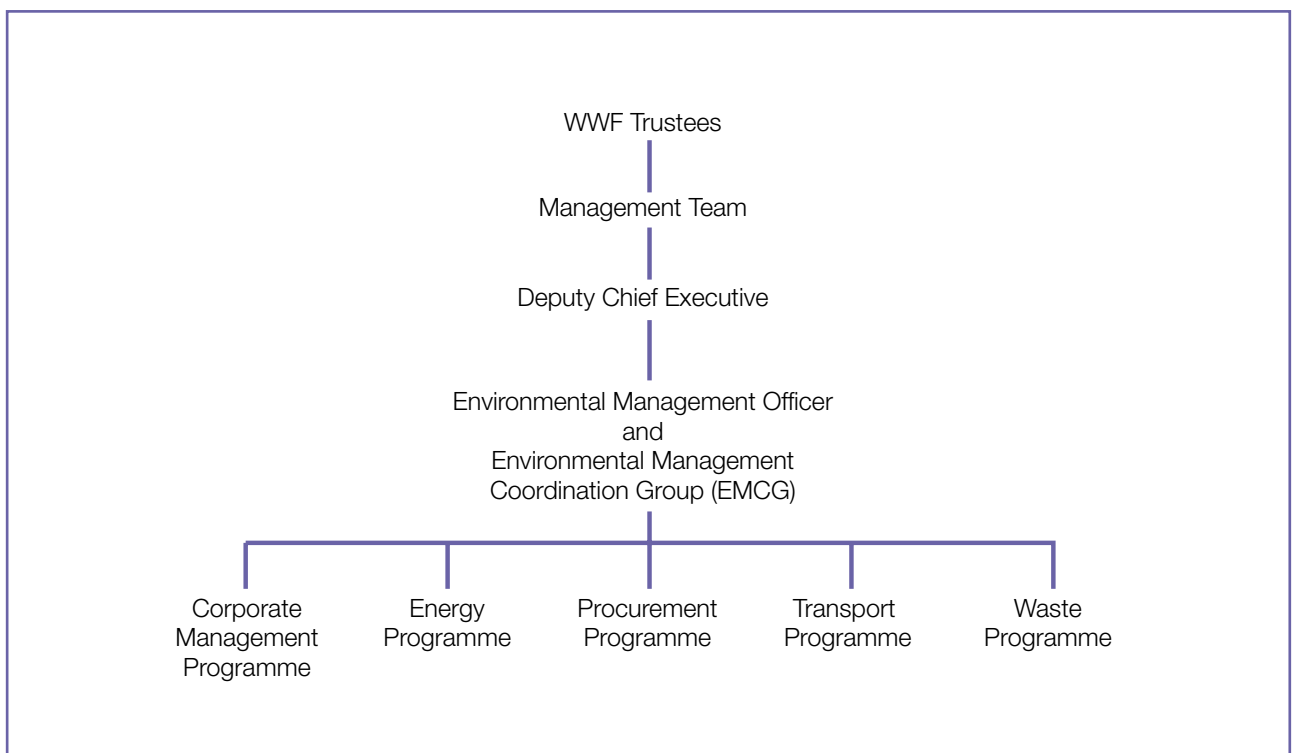 WWF Trustees
Management Team
Deputy Chief Executive
Environmental Management Officer
and
Environmental Management
Coordination Group (EMCG)
Corporate
Management
Programme
Energy
Programme
Procurement
Programme
Transport
Programme
Waste
Programme